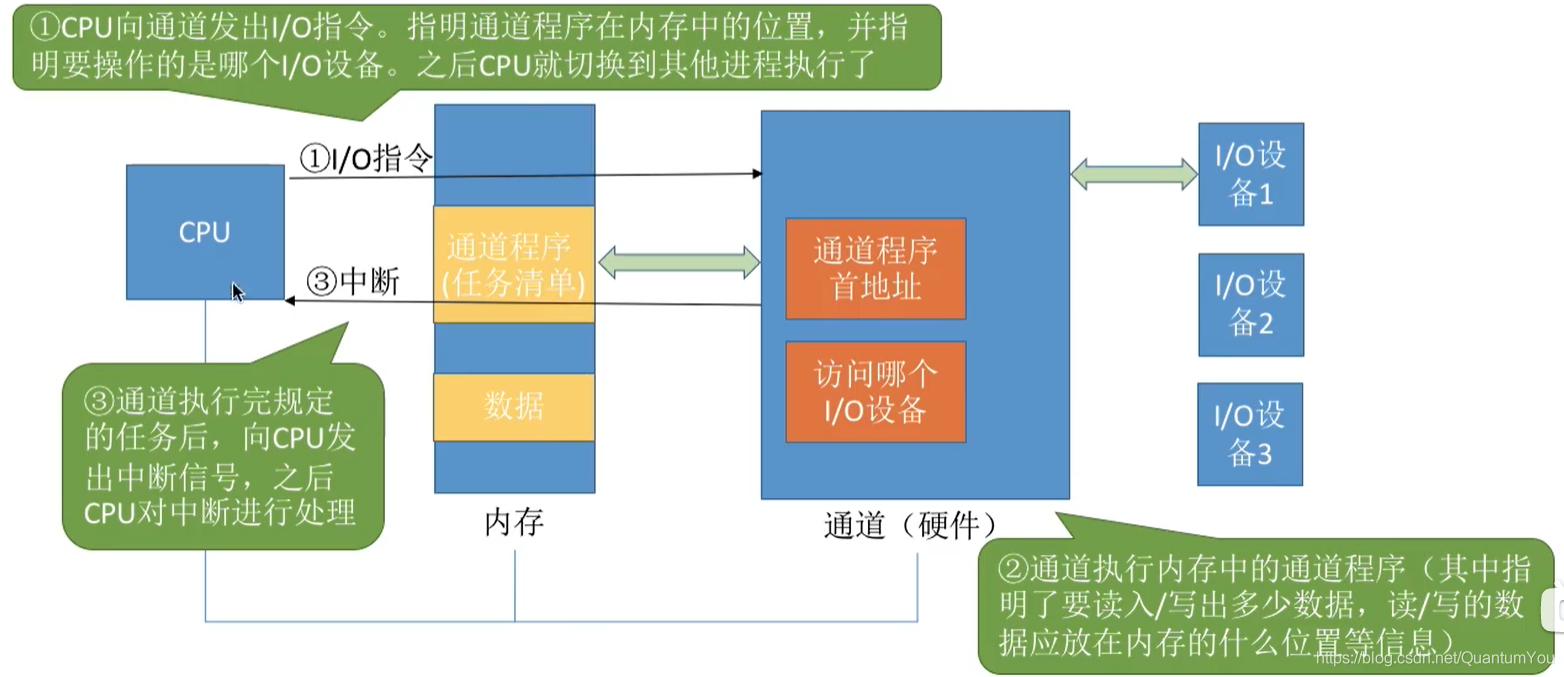 ①CPU向通道发出I/O指令。指明通道程序在内存中的位置，并指
明要操作的是哪个I/O设备。之后CPU就切换到其他进程执行了
①I/O指令
CPU
通道程序
(任务清单)
③中断
数据
内存
通道程序
首地址
访问哪个
I/O设备
通道（硬件）
I/O设
备1
I/O设
备2
I/O设
备3
③通道执行完规定
的任务后，向CPU发
出中断信号，之后
CPU对中断进行处理
②通道执行内存中的通道程序（其中指
明了要读入/写出多少数据，读/写的数
据应放在内存的什么位置等信息）
https://blog.csdn.net/QuantumYou